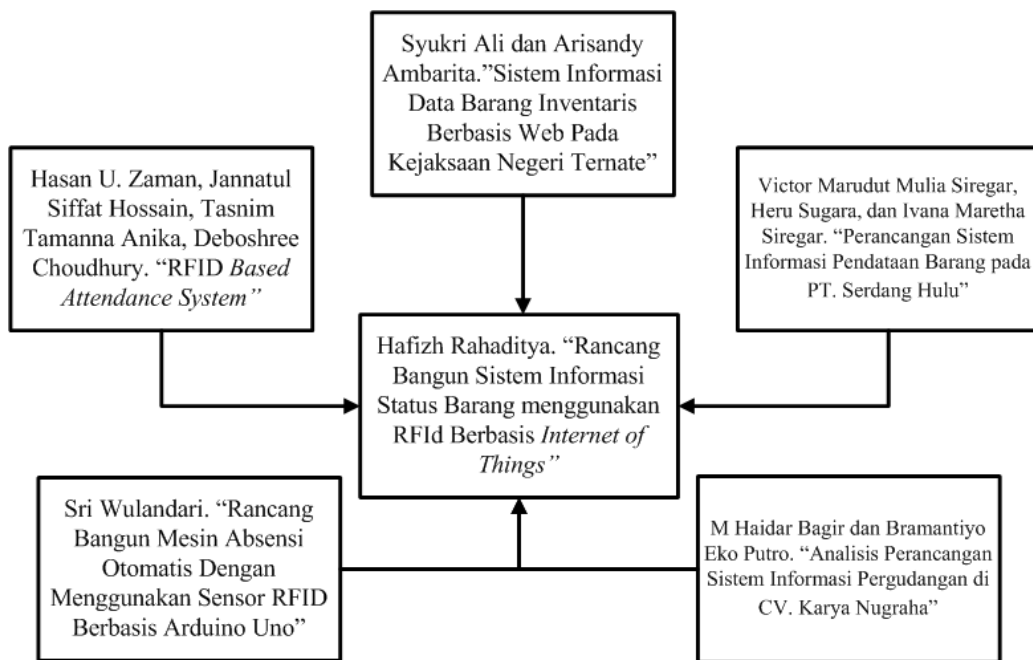 Syukri Ali dan Arisandy
Ambarita.”Sistem Informasi
Data Barang Inventaris
Berbasis Web Pada
Kejaksaan Negeri Ternate”
Hasan U. Zaman, Jannatul
Siffat Hossain, Tasnim
Tamanna Anika, Deboshree
Choudhury. “RFID Based
Attendance System”
Victor Marudut Mulia Siregar,
Heru Sugara, dan Ivana Maretha
Siregar. “Perancangan Sistem
Informasi Pendataan Barang pada
PT. Serdang Hulu”
Hafizh Rahaditya. “Rancang
Bangun Sistem Informasi
Status Barang menggunakan
RFId Berbasis Internet of
Things”
Sri Wulandari. “Rancang
Bangun Mesin Absensi
Otomatis Dengan
Menggunakan Sensor RFID
Berbasis Arduino Uno”
M Haidar Bagir dan Bramantiyo
Eko Putro. “Analisis Perancangan
Sistem Informasi Pergudangan di
CV. Karya Nugraha”